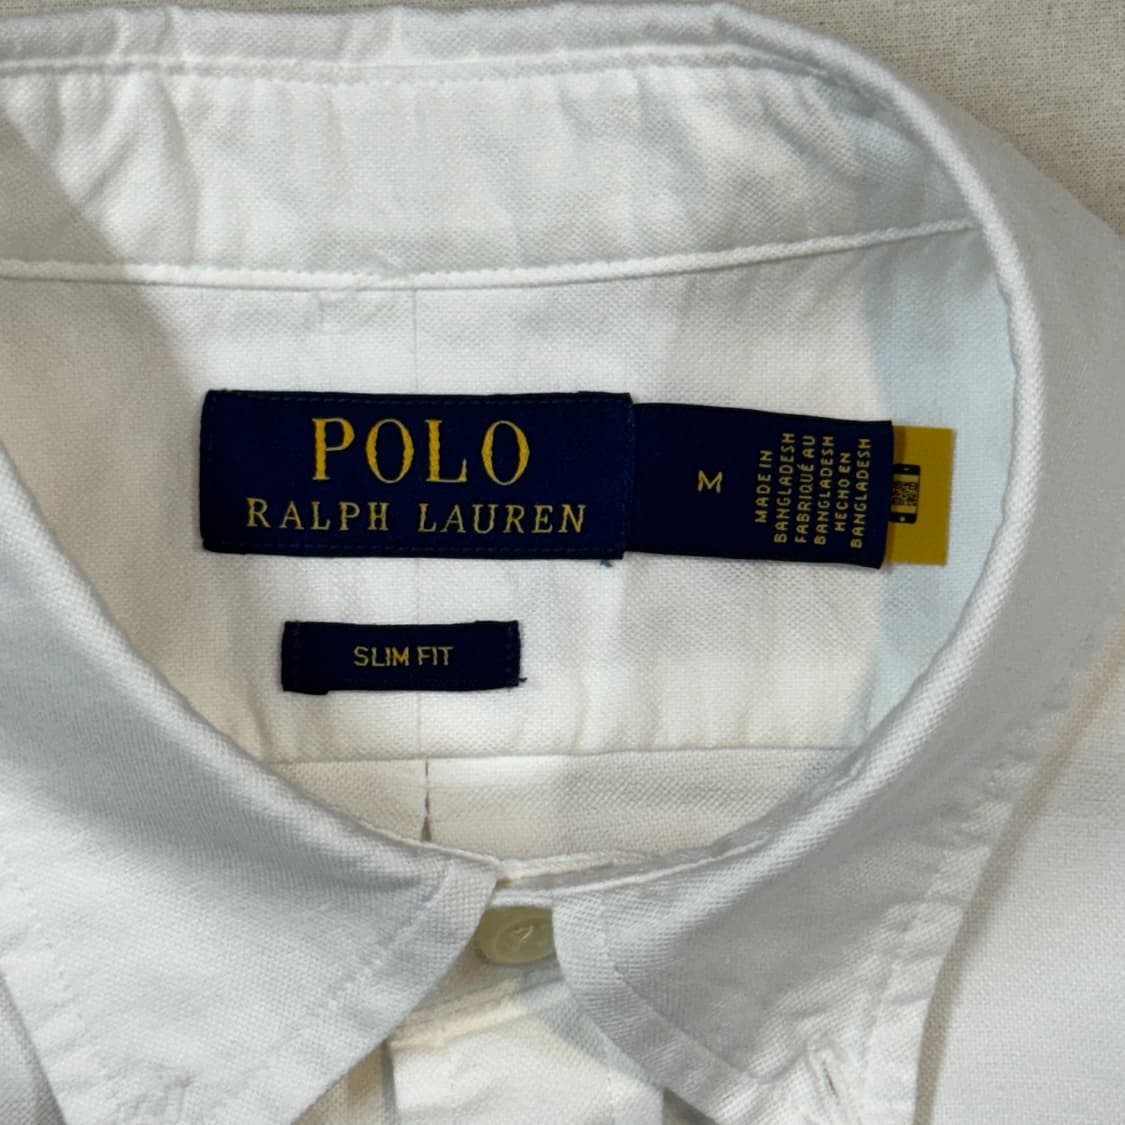 POLO
RALPH LAUREN
M
MADE IN
BANGLADESH
FABRIQUÉ AU
BANGLADESH
HECHO EN
BANGLADESH
SLIM FIT